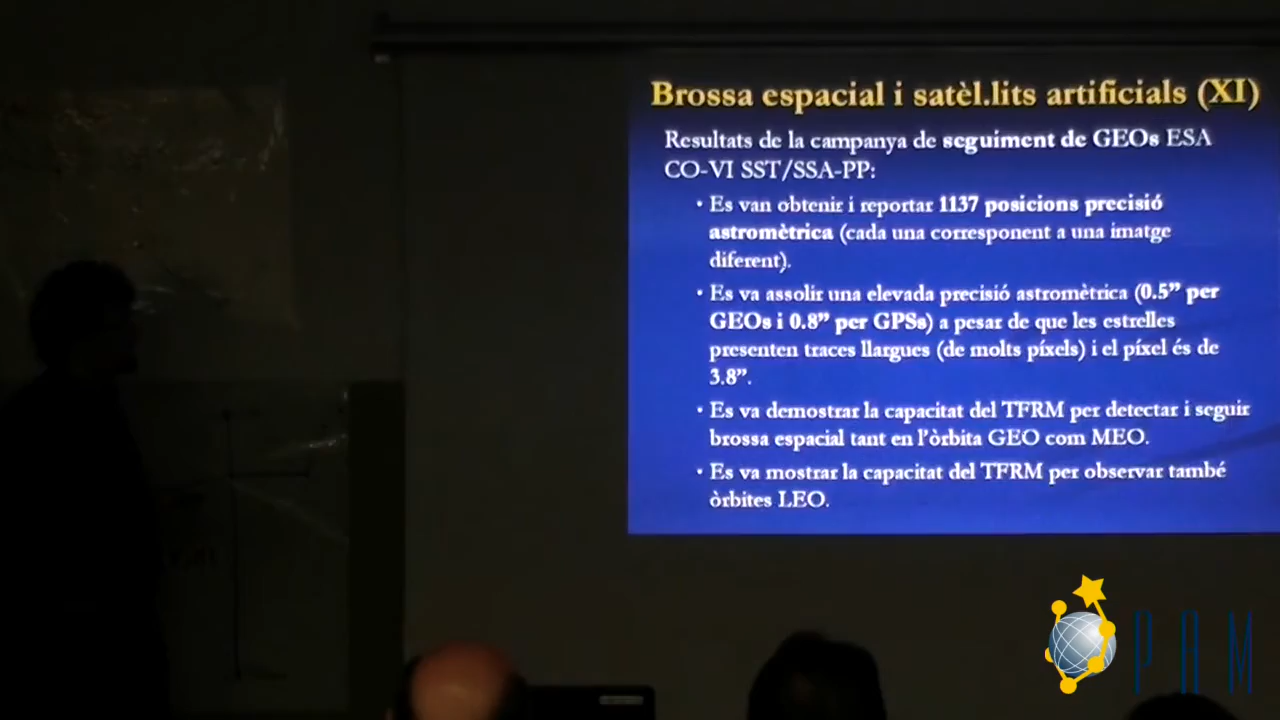 Brossa espacial i satèl.lits artificials (XI)
Resultats de la campanya de seguiment de GEOs ESA
CO-VI SST/SSA-PP:
• Es van obtenir i reportar 1137 posicions precisió
astromètrica (cada una corresponent a una imatge
diferent).
• Es va assolir una elevada precisió astromètrica (0.5” per
GEOs i 0.8” per GPSs) a pesar de que les estrelles
presenten traces llargues (de molts píxels) i el píxel és de
3.8”.
• Es va demostrar la capacitat del TFRM per detectar i seguir
brossa espacial tant en l'òrbita GEO com MEO.
• Es va mostrar la capacitat del TFRM per observar també
òrbites LEO.